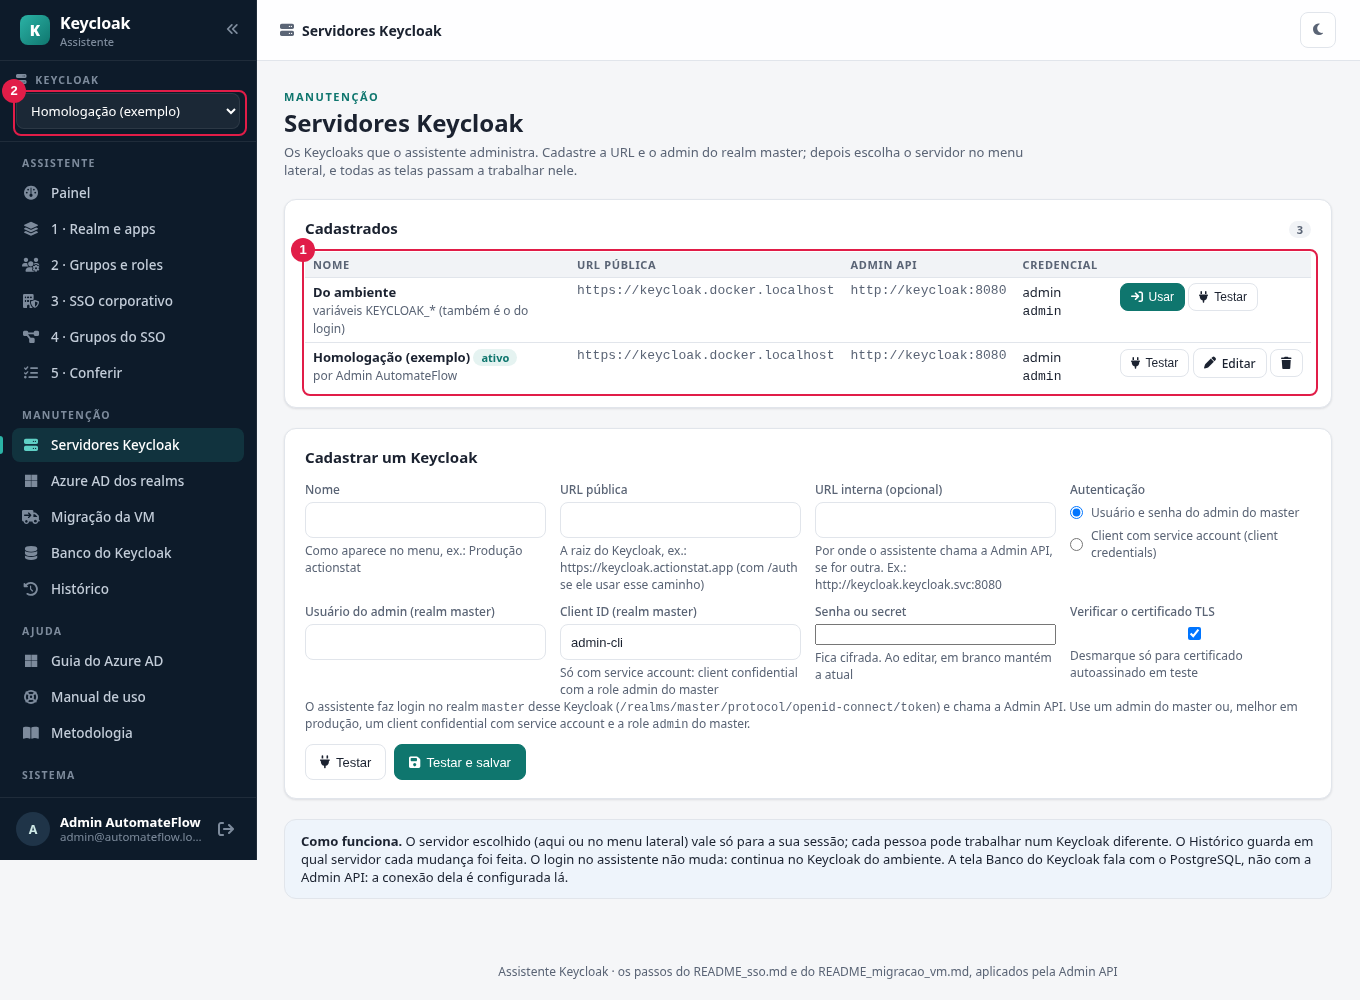 K
Keycloak
Assistente
KEYCLOAK
2
Homologação (exemplo)
ASSISTENTE
Painel
1 · Realm e apps
2 · Grupos e roles
3 · SSO corporativo
4 · Grupos do SSO
5 · Conferir
MANUTENÇÃO
Servidores Keycloak
Azure AD dos realms
Migração da VM
Banco do Keycloak
Histórico
AJUDA
Guia do Azure AD
Manual de uso
Metodologia
SISTEMA
A
Admin AutomateFlow
admin@automateflow.lo...
Servidores Keycloak
MANUTENÇÃO
Servidores Keycloak
Os Keycloaks que o assistente administra. Cadastre a URL e o admin do realm master; depois escolha o servidor no menu
lateral, e todas as telas passam a trabalhar nele.
Cadastrados 3
1
NOME URL PÚBLICA ADMIN API CREDENCIAL
Do ambiente https://keycloak.docker.localhost http://keycloak:8080 admin Usar Testar
variáveis KEYCLOAK_* (também é o do admin
login)
Homologação (exemplo) ativo https://keycloak.docker.localhost http://keycloak:8080 admin Testar Editar
por Admin AutomateFlow admin
Cadastrar um Keycloak
Nome URL pública URL interna (opcional) Autenticação
Usuário e senha do admin do master
Client com service account (client
credentials)
Como aparece no menu, ex.: Produção
actionstat
A raiz do Keycloak, ex.:
https://keycloak.actionstat.app (com /auth
se ele usar esse caminho)
Por onde o assistente chama a Admin API,
se for outra. Ex.:
http://keycloak.keycloak.svc:8080
Usuário do admin (realm master) Client ID (realm master) Senha ou secret Verificar o certificado TLS
admin-cli
Só com service account: client confidential
com a role admin do master
Fica cifrada. Ao editar, em branco mantém
a atual
Desmarque só para certificado
autoassinado em teste
O assistente faz login no realm master desse Keycloak (/realms/master/protocol/openid-connect/token) e chama a Admin API. Use um admin do master ou, melhor em
produção, um client confidential com service account e a role admin do master.
Testar Testar e salvar
Como funciona. O servidor escolhido (aqui ou no menu lateral) vale só para a sua sessão; cada pessoa pode trabalhar num Keycloak diferente. O Histórico guarda em
qual servidor cada mudança foi feita. O login no assistente não muda: continua no Keycloak do ambiente. A tela Banco do Keycloak fala com o PostgreSQL, não com a
Admin API: a conexão dela é configurada lá.
Assistente Keycloak · os passos do README_sso.md e do README_migracao_vm.md, aplicados pela Admin API